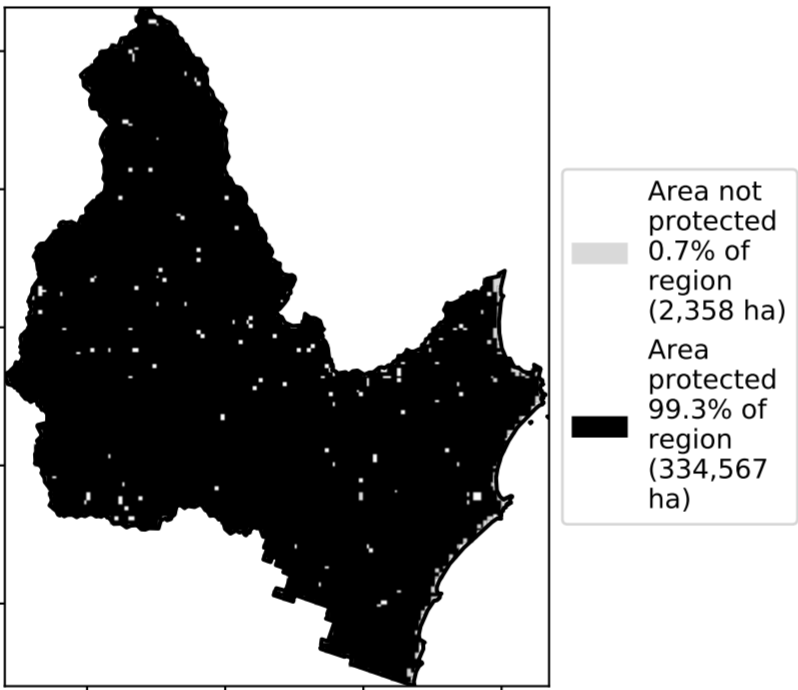 Area not
protected
0.7% of
region
(2,358 ha)
Area
protected
99.3% of
region
(334,567
ha)